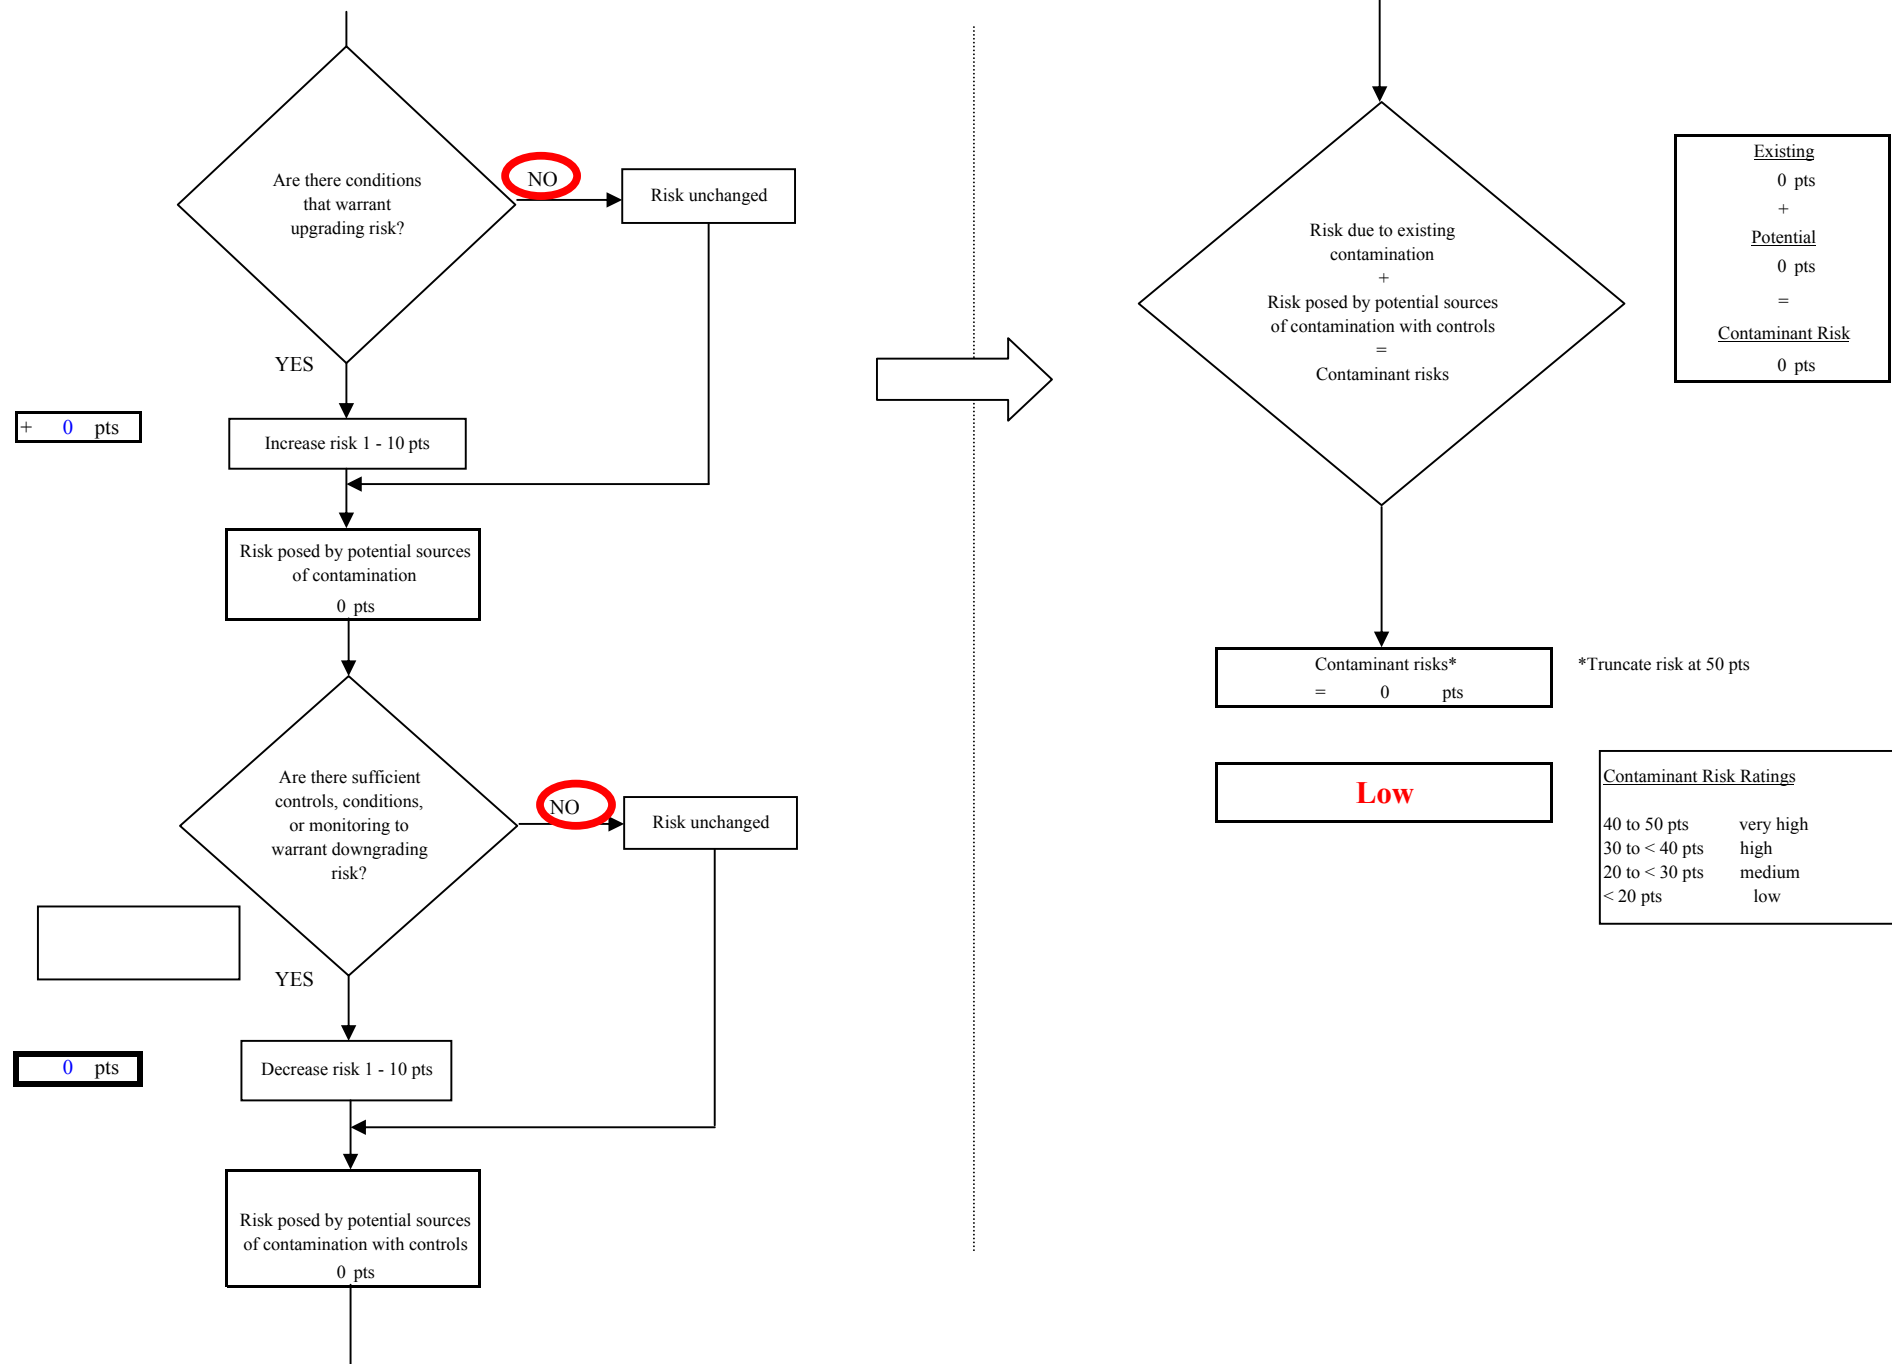 Are there conditions
that warrant
upgrading risk?
NO
Risk unchanged
YES
+ 0 pts
Increase risk 1 - 10 pts
Risk posed by potential sources
of contamination
0 pts
Are there sufficient
controls, conditions,
or monitoring to
warrant downgrading
risk?
NO
Risk unchanged
YES
0 pts
Decrease risk 1 - 10 pts
Risk posed by potential sources
of contamination with controls
0 pts
Risk due to existing
contamination
+
Risk posed by potential sources
of contamination with controls
=
Contaminant risks
Existing
0 pts
+
Potential
0 pts
=
Contaminant Risk
0 pts
Contaminant risks*
= 0 pts
*Truncate risk at 50 pts
Low
Contaminant Risk Ratings
40 to 50 pts very high
30 to < 40 pts high
20 to < 30 pts medium
< 20 pts low